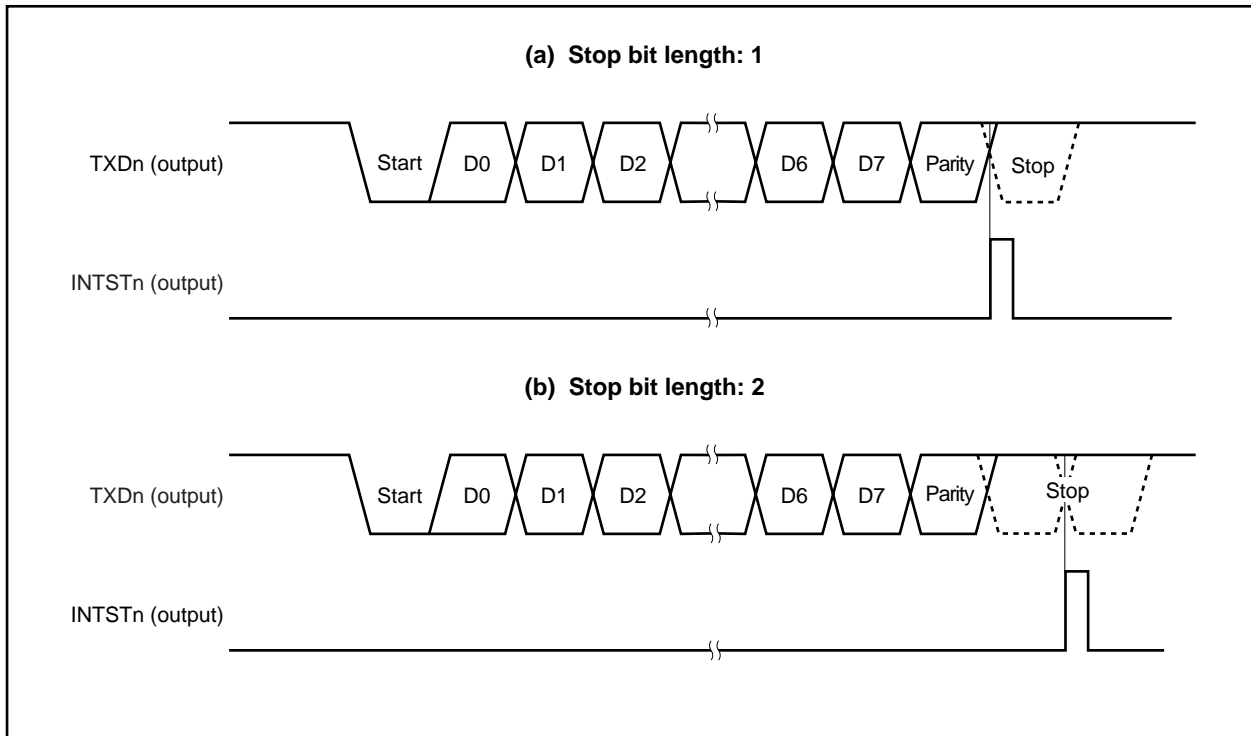 (a) Stop bit length: 1
TXDn (output)
Start D0 D1 D2 D6 D7 Parity Stop
INTSTn (output)
(b) Stop bit length: 2
TXDn (output)
Start D0 D1 D2 D6 D7 Parity Stop
INTSTn (output)